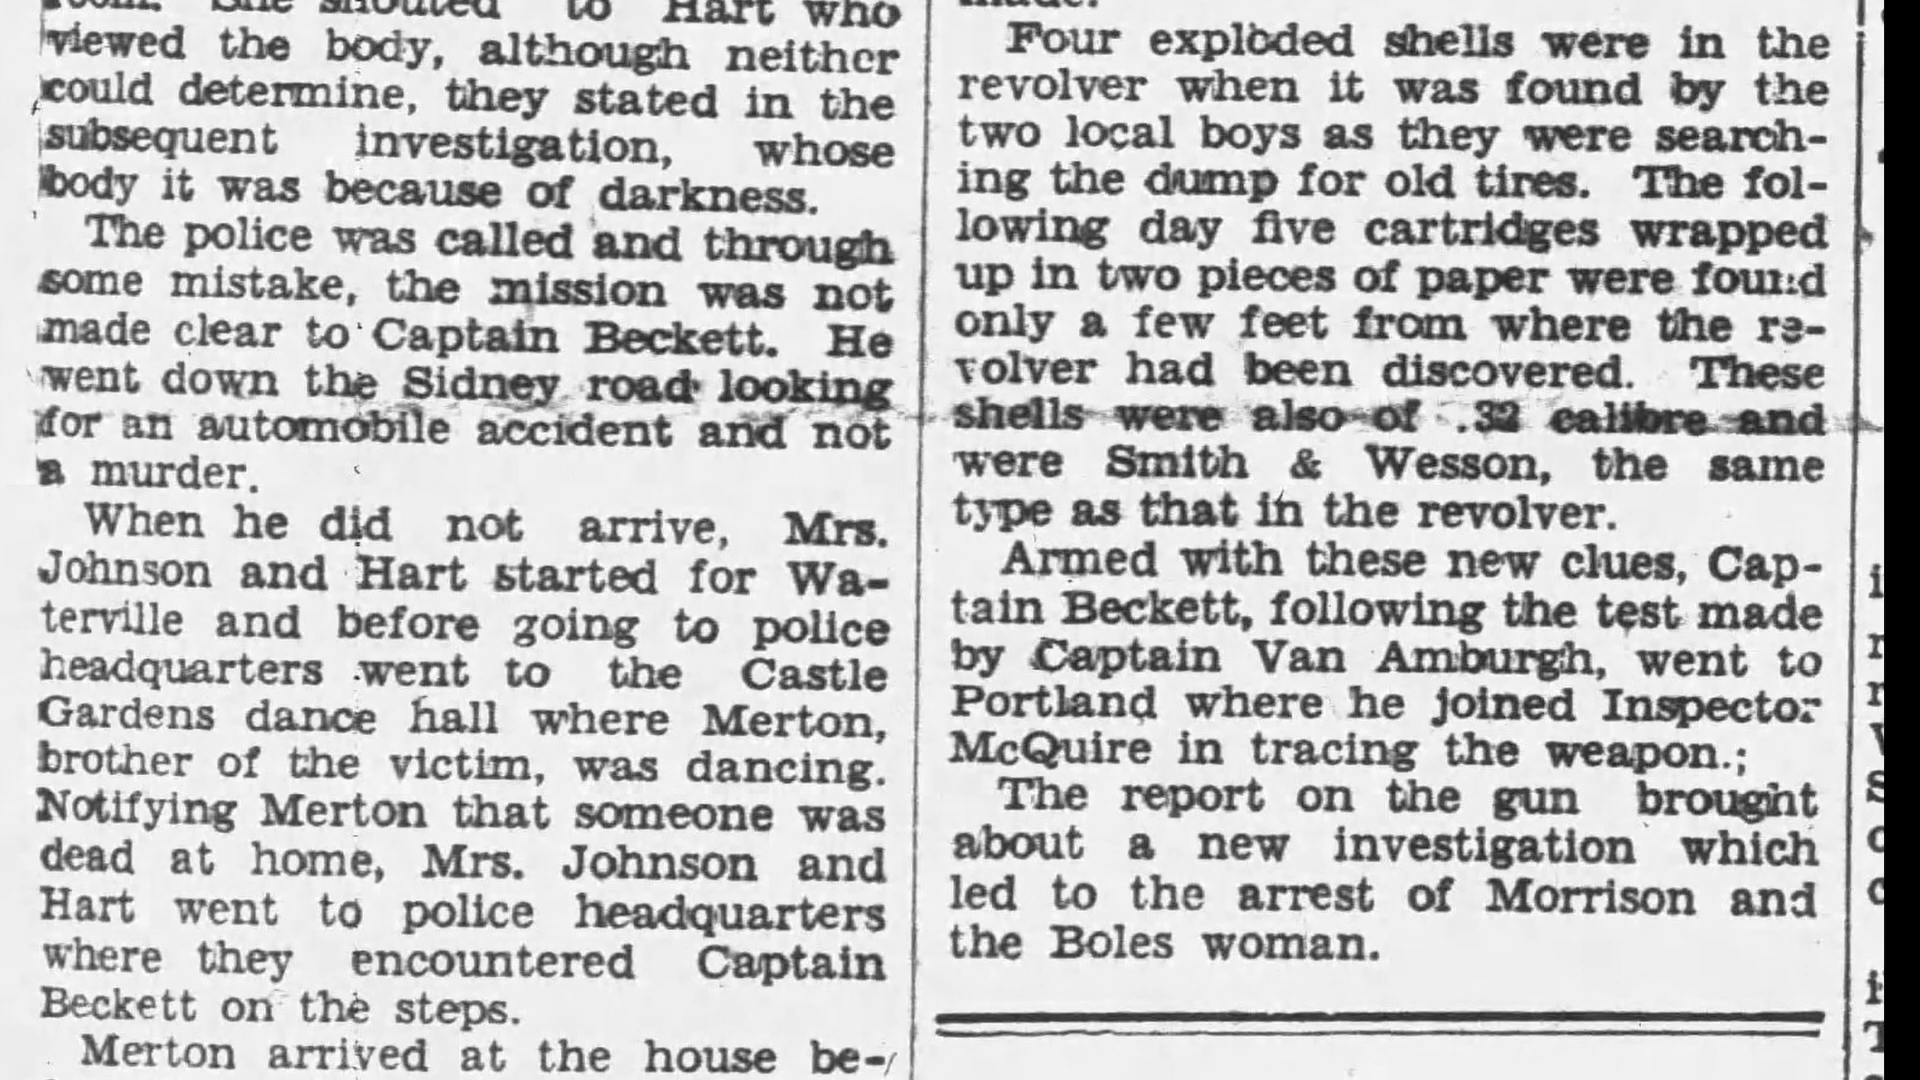 room. She shouted to Hart who
viewed the body, although neither
could determine, they stated in the
subsequent investigation, whose
body it was because of darkness.
The police was called and through
some mistake, the mission was not
made clear to Captain Beckett. He
went down the Sidney road looking
for an automobile accident and not
a murder.
When he did not arrive, Mrs.
Johnson and Hart started for Wa-
terville and before going to police
headquarters went to the Castle
Gardens dance hall where Merton,
brother of the victim, was dancing.
Notifying Merton that someone was
dead at home, Mrs. Johnson and
Hart went to police headquarters
where they encountered Captain
Beckett on the steps.
Merton arrived at the house be-
made.
Four exploded shells were in the
revolver when it was found by the
two local boys as they were search-
ing the dump for old tires. The fol-
lowing day five cartridges wrapped
up in two pieces of paper were found
only a few feet from where the re-
volver had been discovered. These
shells were also of .32 calibre and
were Smith & Wesson, the same
type as that in the revolver.
Armed with these new clues, Cap-
tain Beckett, following the test made
by Captain Van Amburgh, went to
Portland where he joined Inspector
McQuire in tracing the weapon.;
The report on the gun brought
about a new investigation which
led to the arrest of Morrison and
the Boles woman.